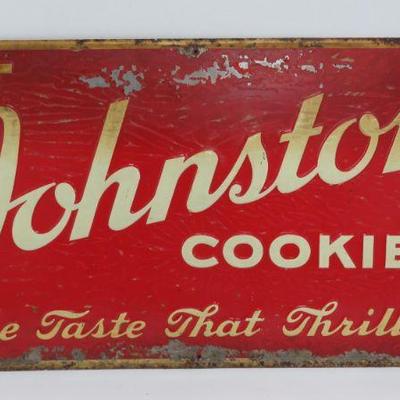 Johnston
COOKIE
e Taste That Thrill